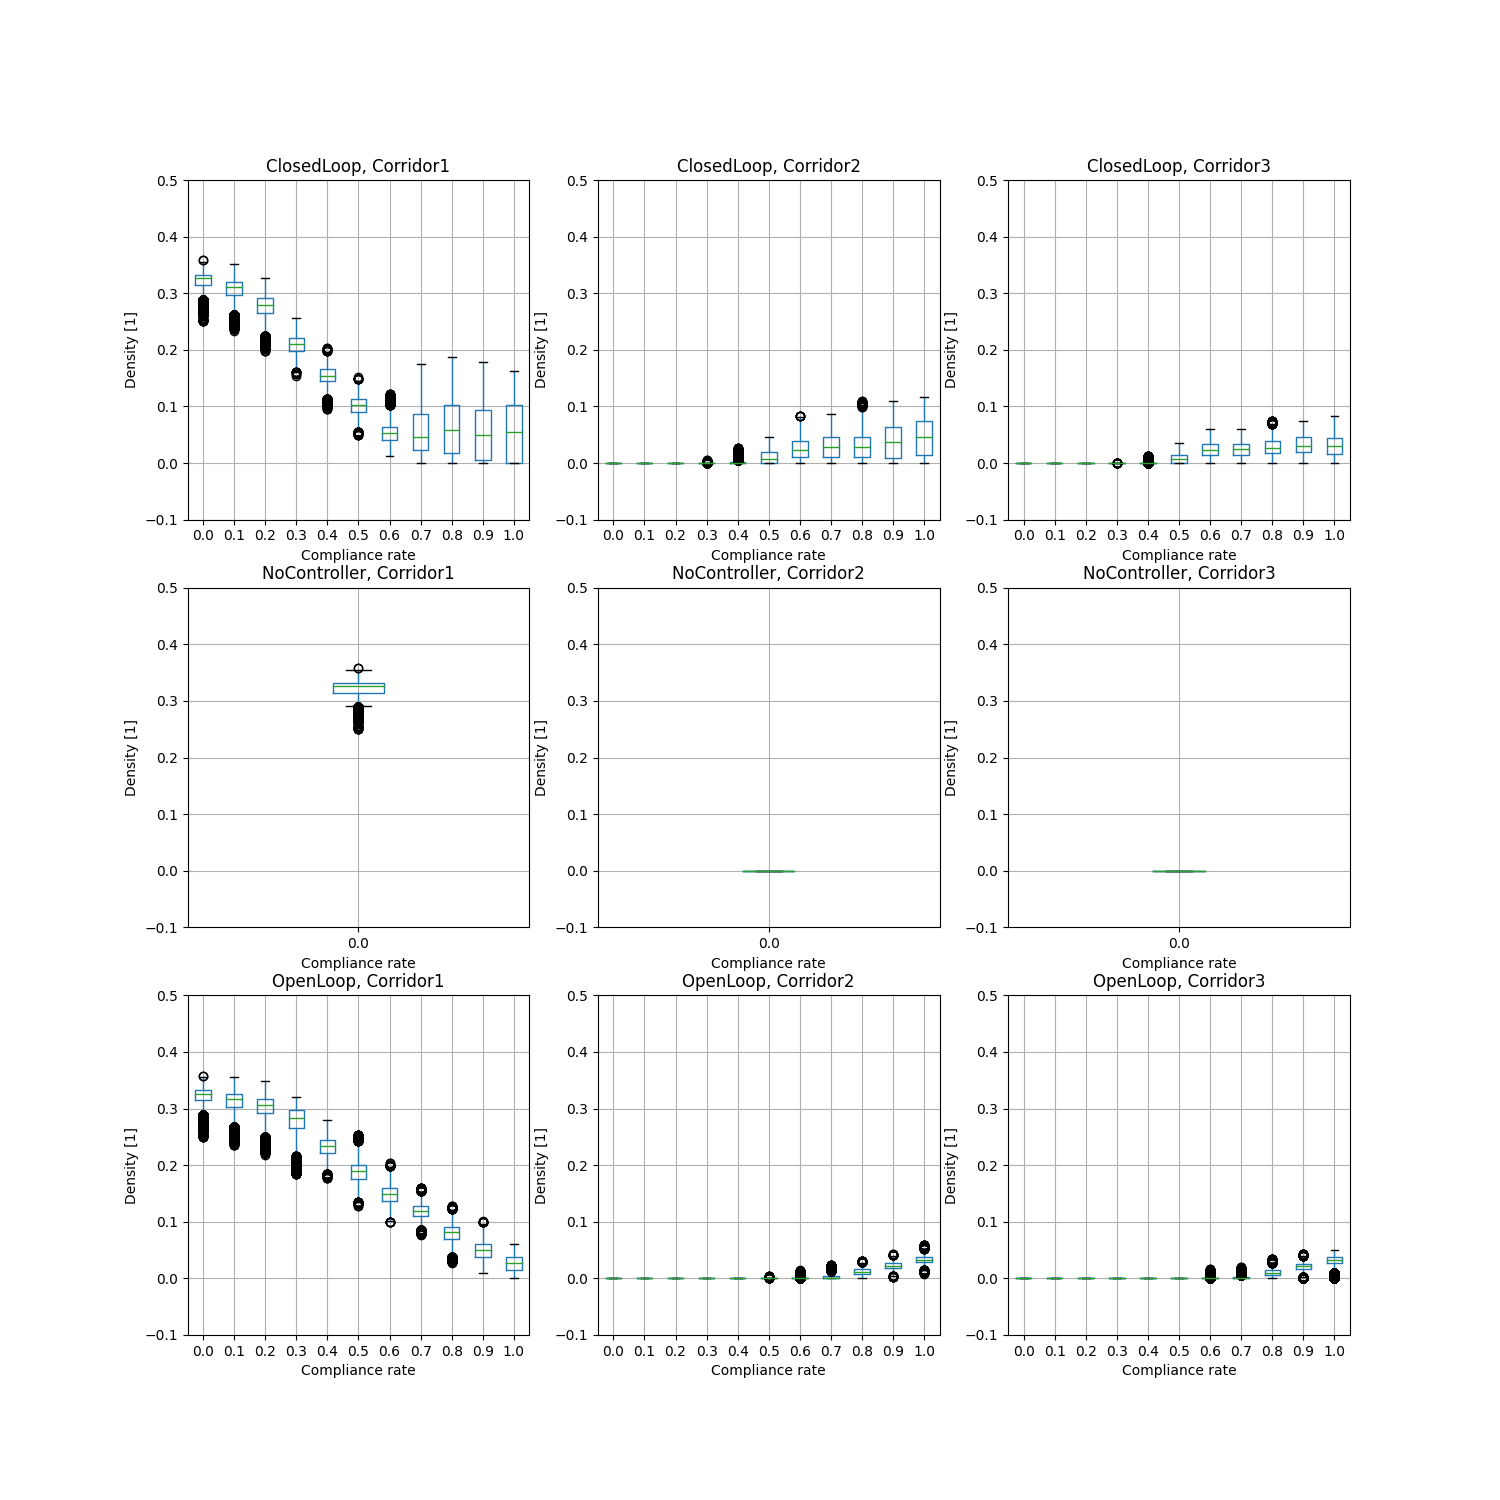 ClosedLoop, Corridor1 ClosedLoop, Corridor2 ClosedLoop, Corridor3
0.5 0.5 0.5
0.4 0.4 0.4
0.3 0.3 0.3
Density [1] Density [1] Density [1]
0.2 0.2 0.2
0.1 0.1 0.1
0.0 0.0 0.0
−0.1 −0.1 −0.1
0.0 0.1 0.2 0.3 0.4 0.5 0.6 0.7 0.8 0.9 1.0 0.0 0.1 0.2 0.3 0.4 0.5 0.6 0.7 0.8 0.9 1.0 0.0 0.1 0.2 0.3 0.4 0.5 0.6 0.7 0.8 0.9 1.0
Compliance rate Compliance rate Compliance rate
NoController, Corridor1 NoController, Corridor2 NoController, Corridor3
0.5 0.5 0.5
0.4 0.4 0.4
0.3 0.3 0.3
Density [1] Density [1] Density [1]
0.2 0.2 0.2
0.1 0.1 0.1
0.0 0.0 0.0
−0.1 −0.1 −0.1
0.0 0.0 0.0
Compliance rate Compliance rate Compliance rate
OpenLoop, Corridor1 OpenLoop, Corridor2 OpenLoop, Corridor3
0.5 0.5 0.5
0.4 0.4 0.4
0.3 0.3 0.3
Density [1] Density [1] Density [1]
0.2 0.2 0.2
0.1 0.1 0.1
0.0 0.0 0.0
−0.1 −0.1 −0.1
0.0 0.1 0.2 0.3 0.4 0.5 0.6 0.7 0.8 0.9 1.0 0.0 0.1 0.2 0.3 0.4 0.5 0.6 0.7 0.8 0.9 1.0 0.0 0.1 0.2 0.3 0.4 0.5 0.6 0.7 0.8 0.9 1.0
Compliance rate Compliance rate Compliance rate